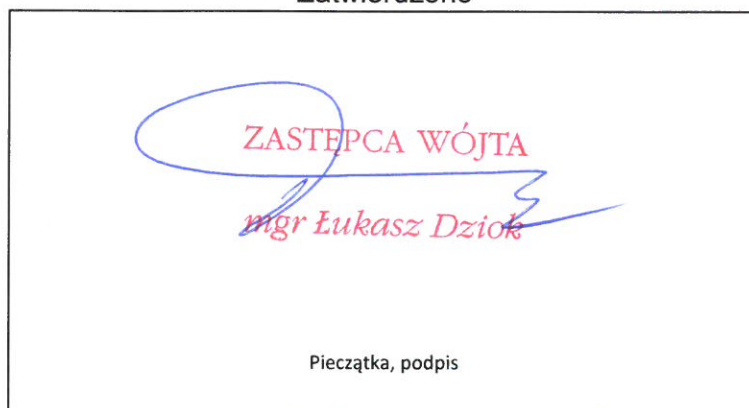 Zatwierdzono
ZASTĘPCA WÓJTA
mgr Łukasz Dziok
Pieczątka, podpis